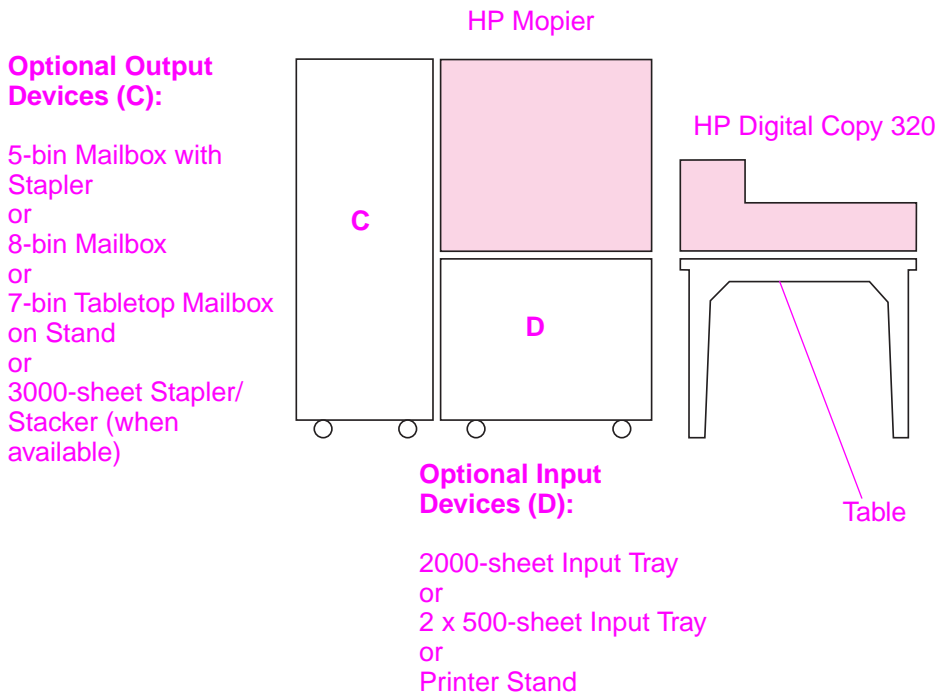 HP Mopier
Optional Output
Devices (C):
5-bin Mailbox with
Stapler
or
8-bin Mailbox
or
7-bin Tabletop Mailbox
on Stand
or
3000-sheet Stapler/
Stacker (when
available)
C
D
HP Digital Copy 320
Table
Optional Input
Devices (D):
2000-sheet Input Tray
or
2 x 500-sheet Input Tray
or
Printer Stand